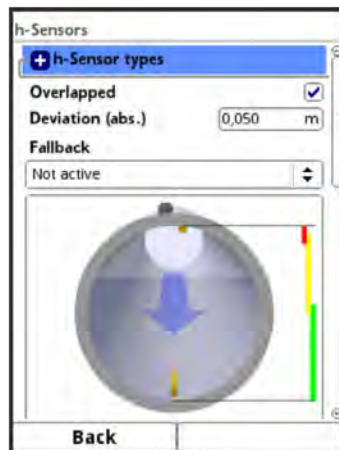 h-Sensors
h-Sensor types
Overlapped
Deviation (abs.) 0,050 m
Fallback
Not active
Back